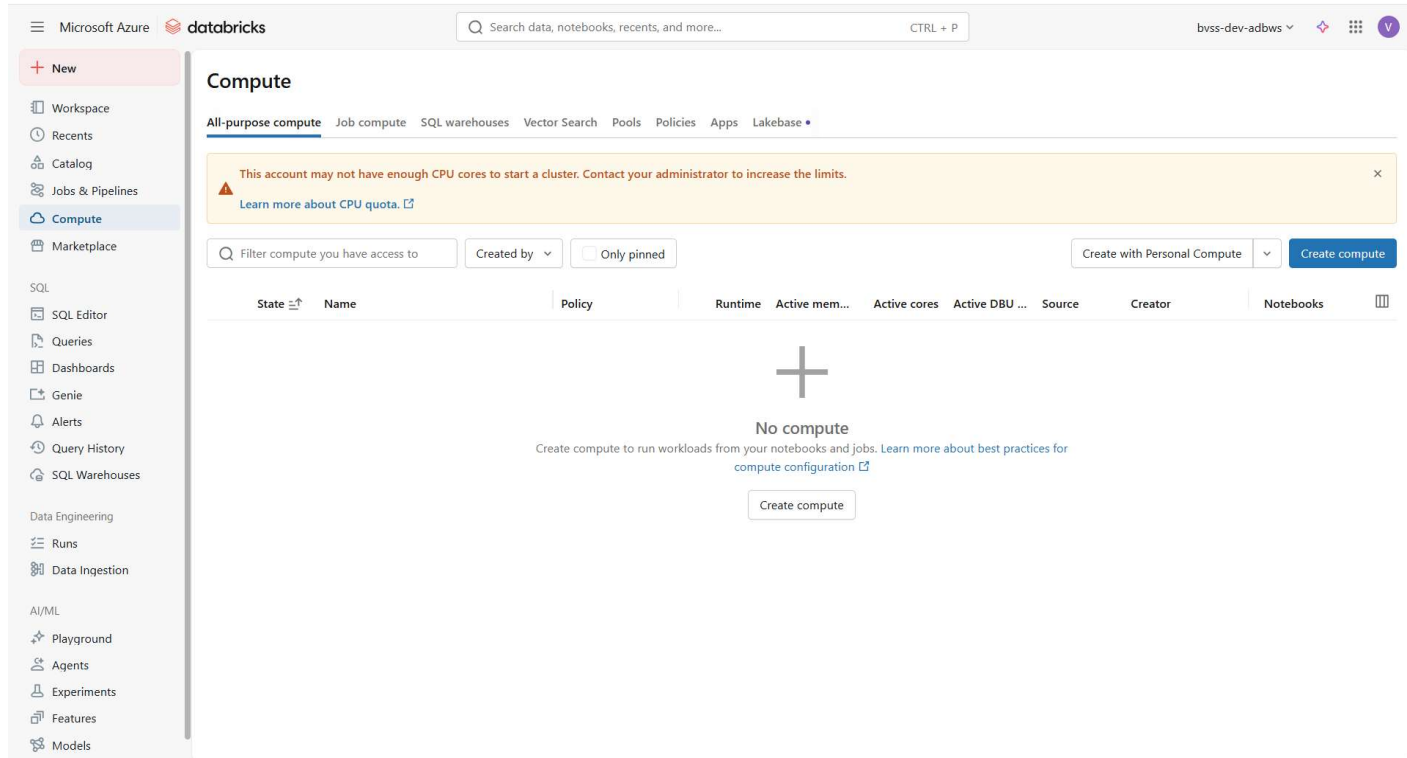 Microsoft Azure databricks
Search data, notebooks, recents, and more... CTRL + P
bvss-dev-adbws
V
New
Workspace
Recents
Catalog
Jobs & Pipelines
Compute
Marketplace
SQL
SQL Editor
Queries
Dashboards
Genie
Alerts
Query History
SQL Warehouses
Data Engineering
Runs
Data Ingestion
AI/ML
Playground
Agents
Experiments
Features
Models
Compute
All-purpose compute Job compute SQL warehouses Vector Search Pools Policies Apps Lakebase
This account may not have enough CPU cores to start a cluster. Contact your administrator to increase the limits.
Learn more about CPU quota.
Filter compute you have access to Created by Only pinned Create with Personal Compute Create compute
State Name Policy Runtime Active mem... Active cores Active DBU ... Source Creator Notebooks
No compute
Create compute to run workloads from your notebooks and jobs. Learn more about best practices for
compute configuration
Create compute